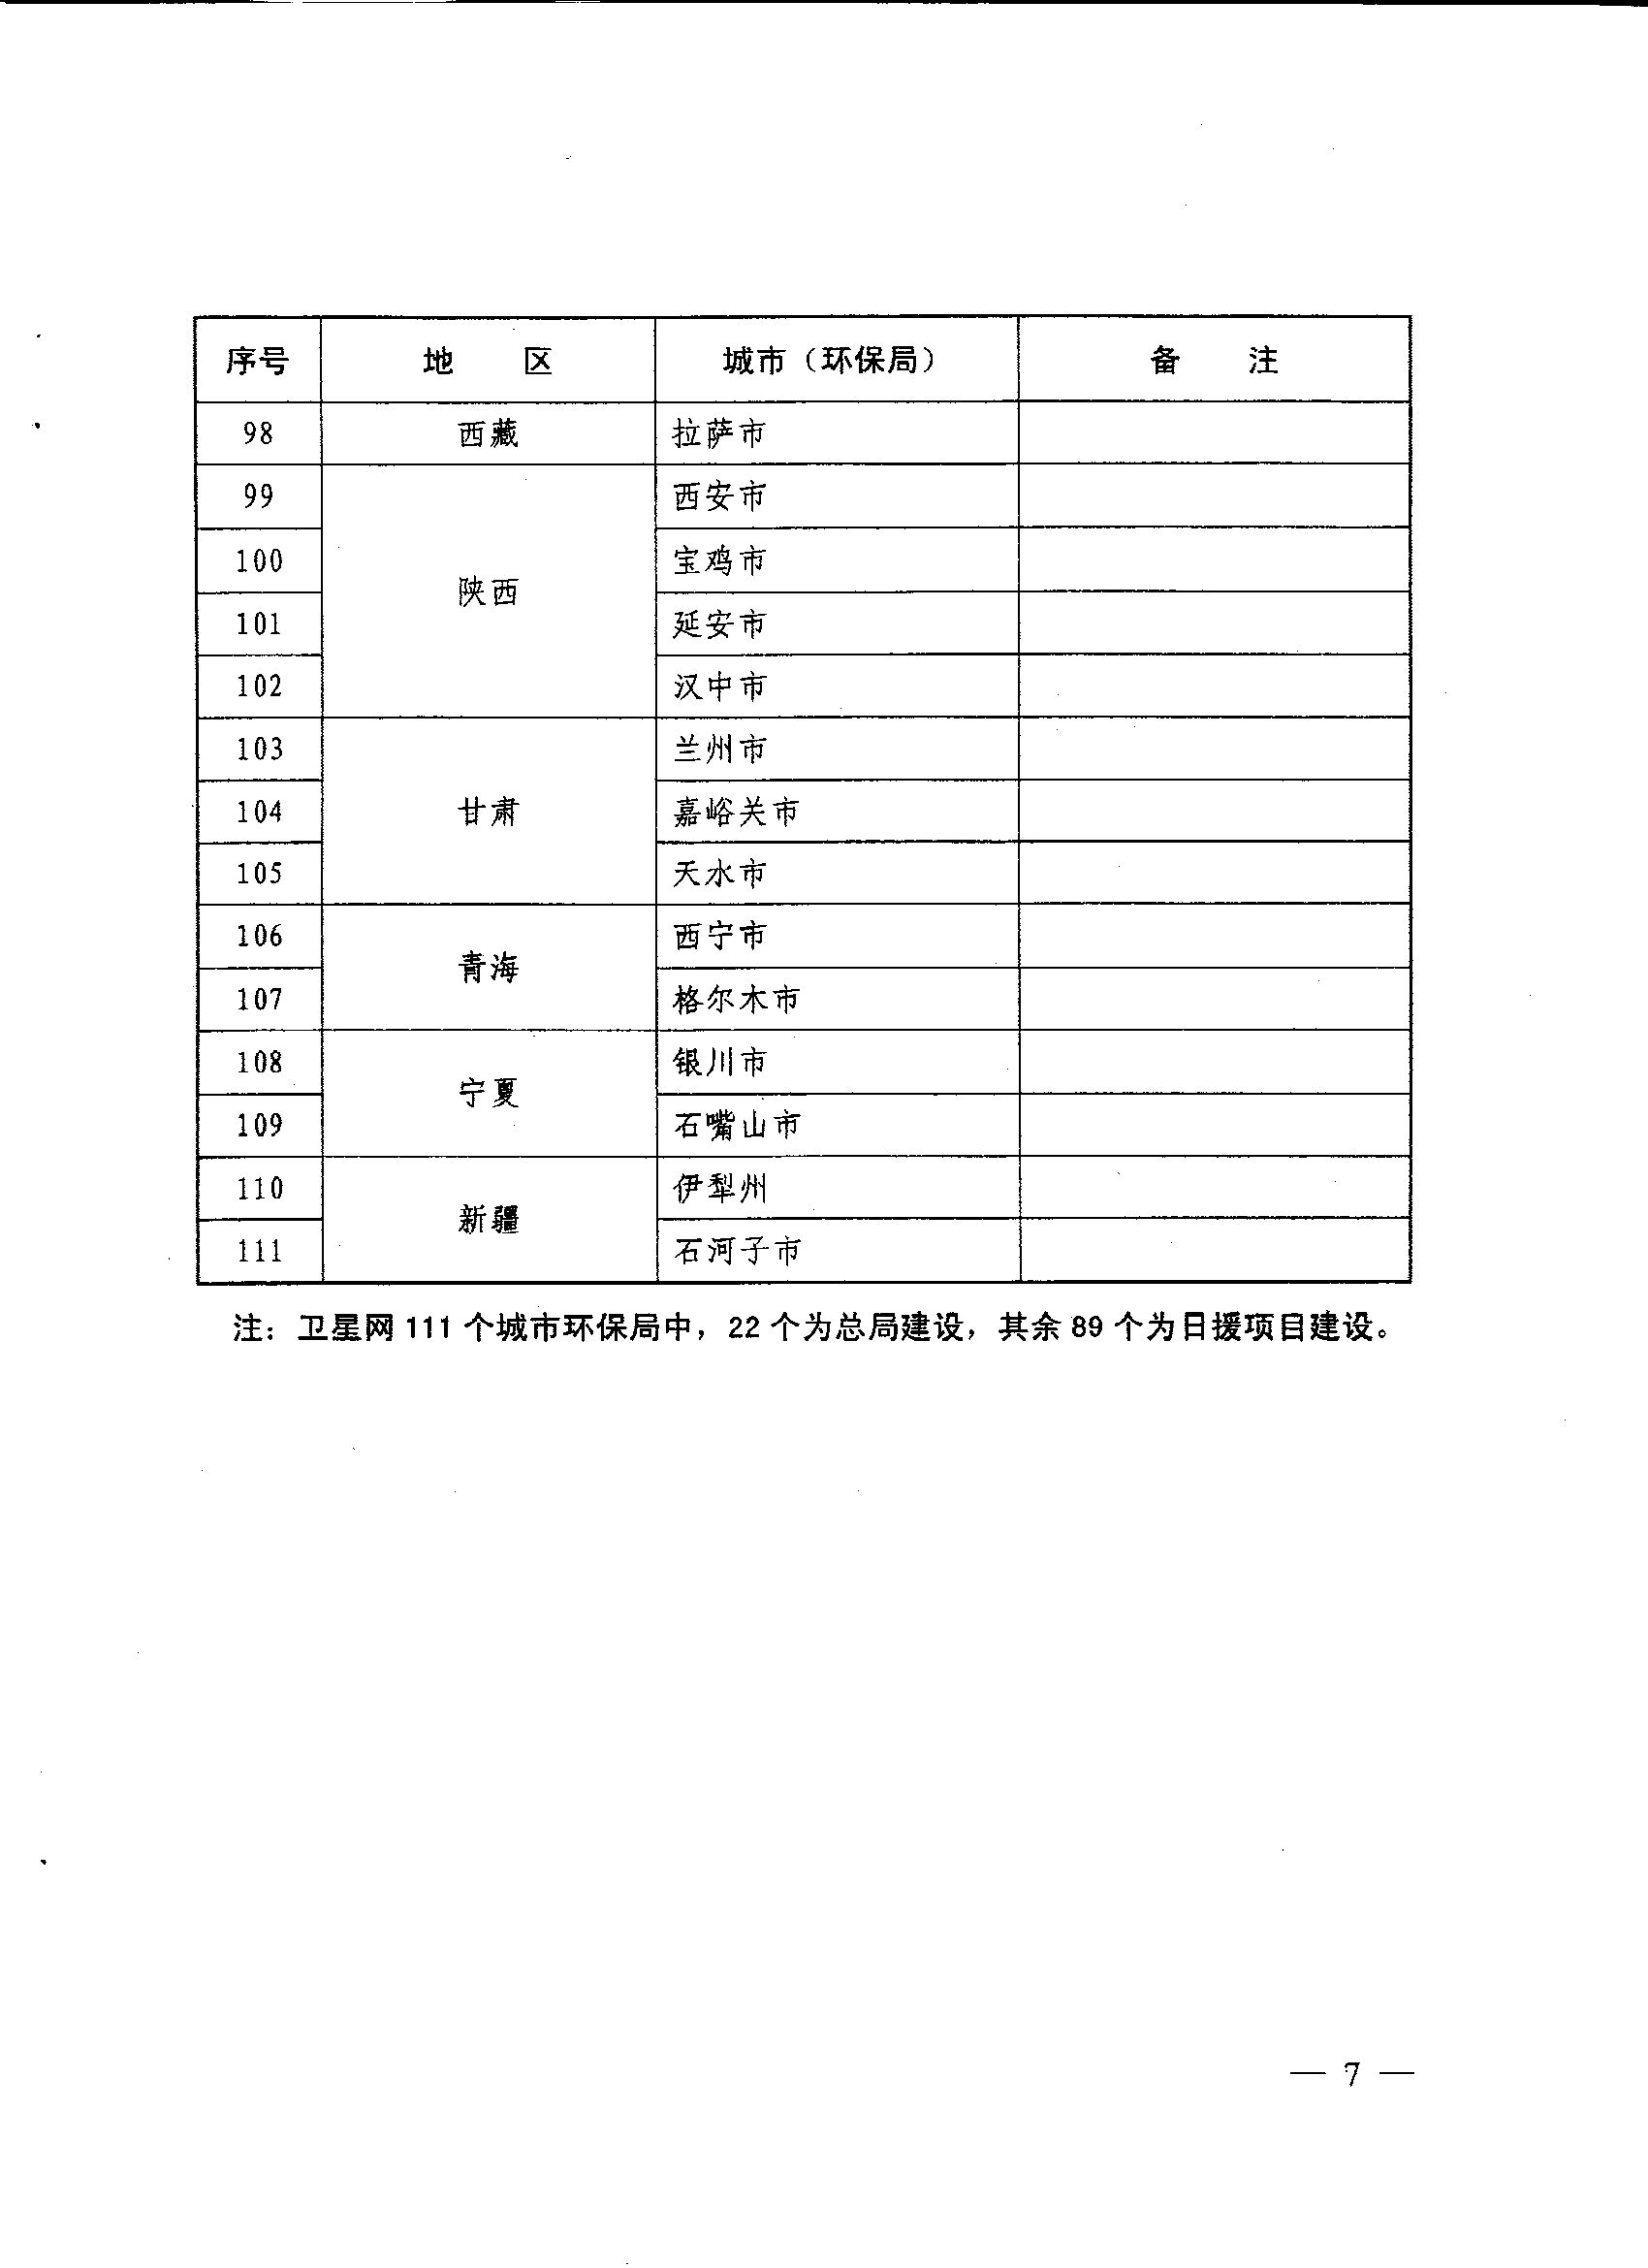 序号 地 区 城市（环保局） 备 注
98 西藏 拉萨市
99 西安市
100 宝鸡市
陕西
101 延安市
102 汉中市
103 兰州市
104 甘肃 嘉峪关市
105 天水市
106 西宁市
青海
107 格尔木市
108 银川市
宁夏
109 石嘴山市
110 伊犁州
新疆
111 石河子市
注：卫星网 111 个城市环保局中，22 个为总局建设，其余 89 个为日援项目建设。
— 7 —